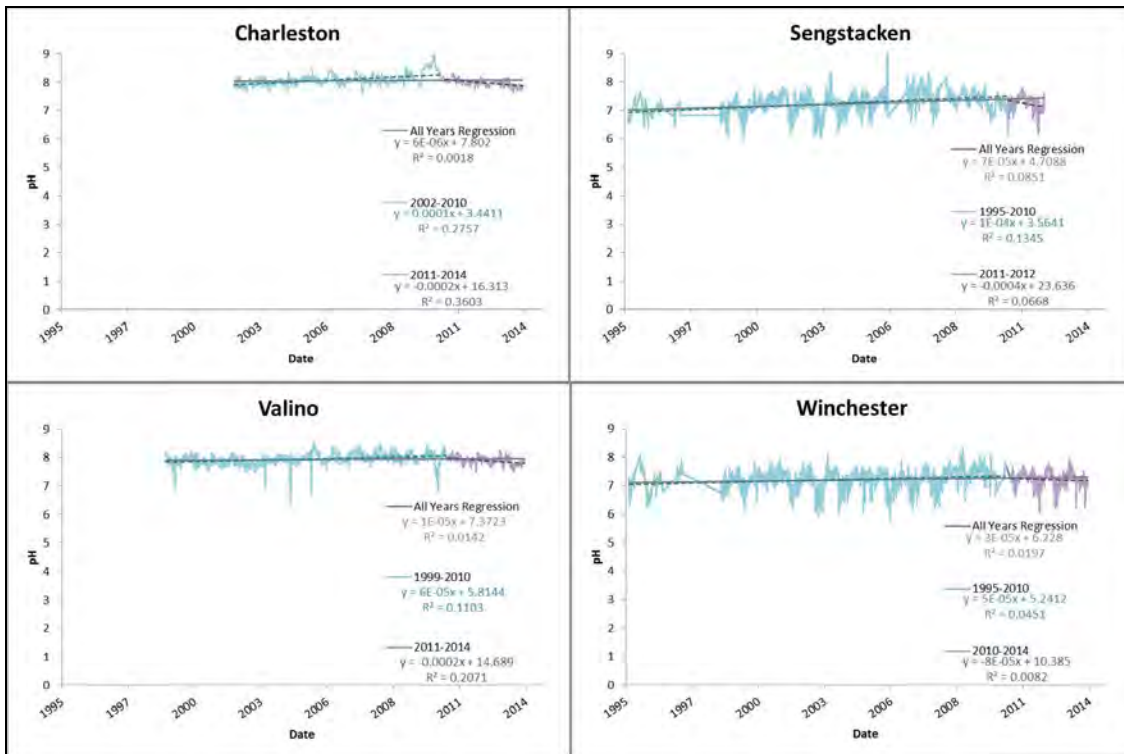 Charleston
9
8
7
6
5
4
3
2
1
0
pH
All Years Regression
y = 6E-06x + 7.802
R² = 0.0018
2002-2010
y = 0.0001x + 3.4411
R² = 0.2757
2011-2014
y = -0.0002x + 16.313
R² = 0.3603
1995 1997 2000 2003 2006 2008 2011 2014
Date
Sengstacken
9
8
7
6
5
4
3
2
1
0
pH
All Years Regression
y = 7E-05x + 4.7088
R² = 0.0851
1995-2010
y = 1E-04x + 3.5641
R² = 0.1345
2011-2012
y = -0.0004x + 23.636
R² = 0.0668
1995 1997 2000 2003 2006 2008 2011 2014
Date
Valino
9
8
7
6
5
4
3
2
1
0
pH
All Years Regression
y = 1E-05x + 7.3723
R² = 0.0142
1999-2010
y = 6E-05x + 5.8144
R² = 0.1103
2011-2014
y = -0.0002x + 14.689
R² = 0.2071
1995 1997 2000 2003 2006 2008 2011 2014
Date
Winchester
9
8
7
6
5
4
3
2
1
0
pH
All Years Regression
y = 3E-05x + 6.228
R² = 0.0197
1995-2010
y = 5E-05x + 5.2412
R² = 0.0451
2010-2014
y = -8E-05x + 10.385
R² = 0.0082
1995 1997 2000 2003 2006 2008 2011 2014
Date